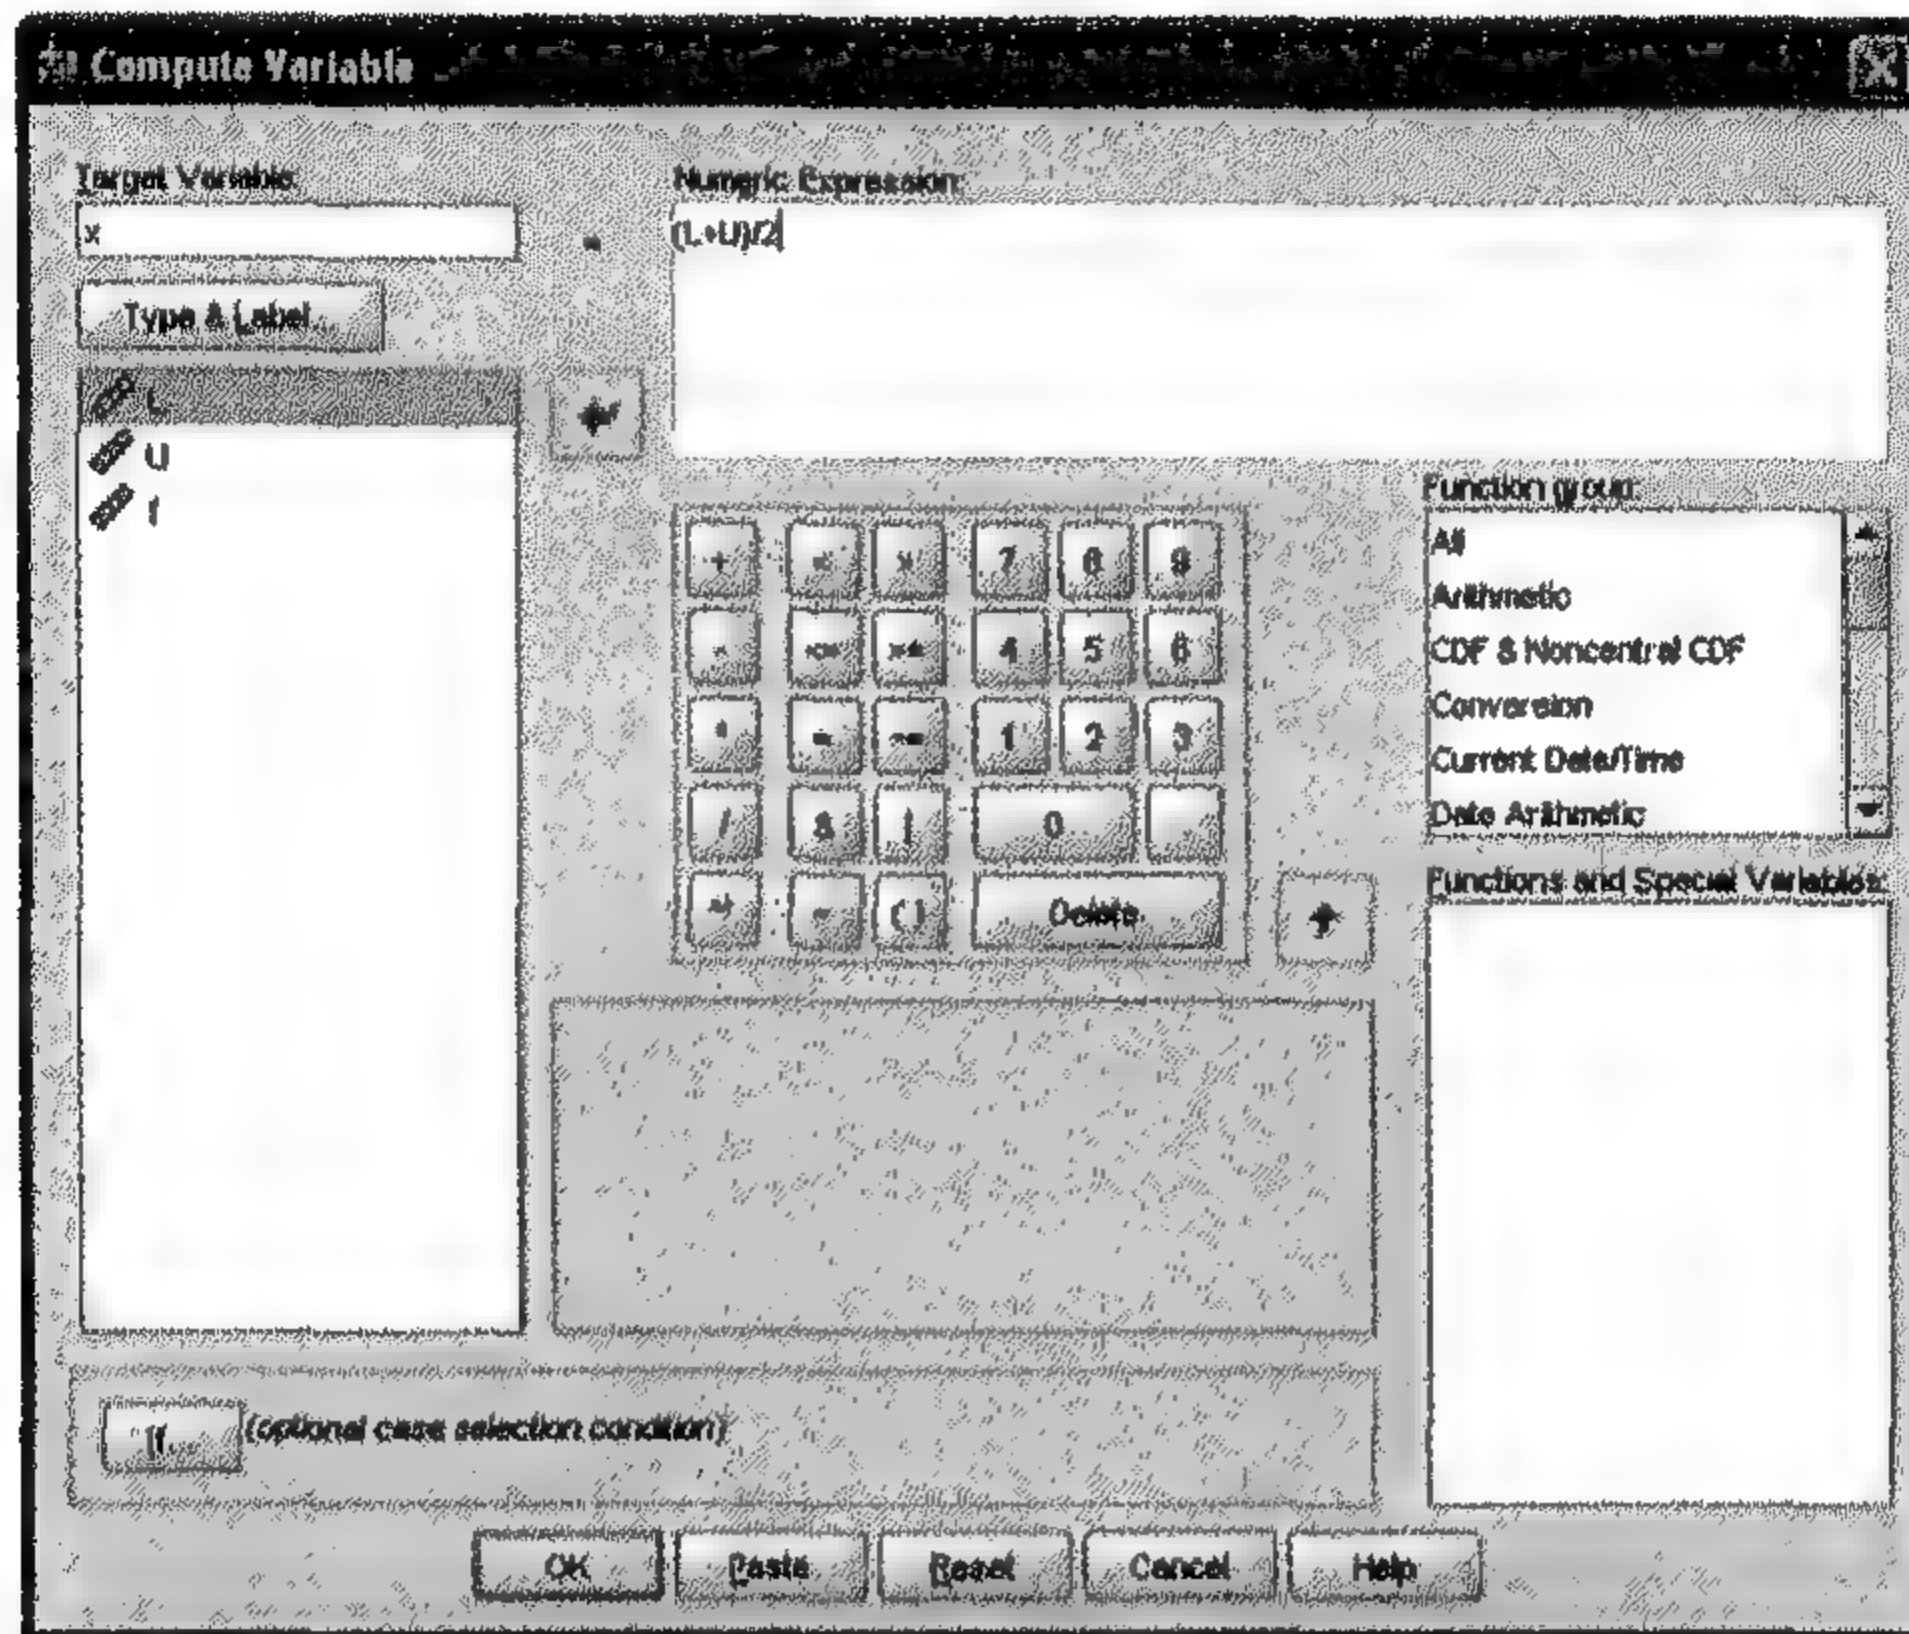 Compute Variable
Target Variable:
x
=
Numeric Expression:
(L+U)/2
Type & Label...
L
U
f
+ < > 7 8 9
- <= >= 4 5 6
* = ~= 1 2 3
/ & | 0 .
** ~ ( ) Delete
Function group:
All
Arithmetic
CDF & Noncentral CDF
Conversion
Current Date/Time
Date Arithmetic
Functions and Special Variables:
If... (optional case selection condition)
OK Paste Reset Cancel Help